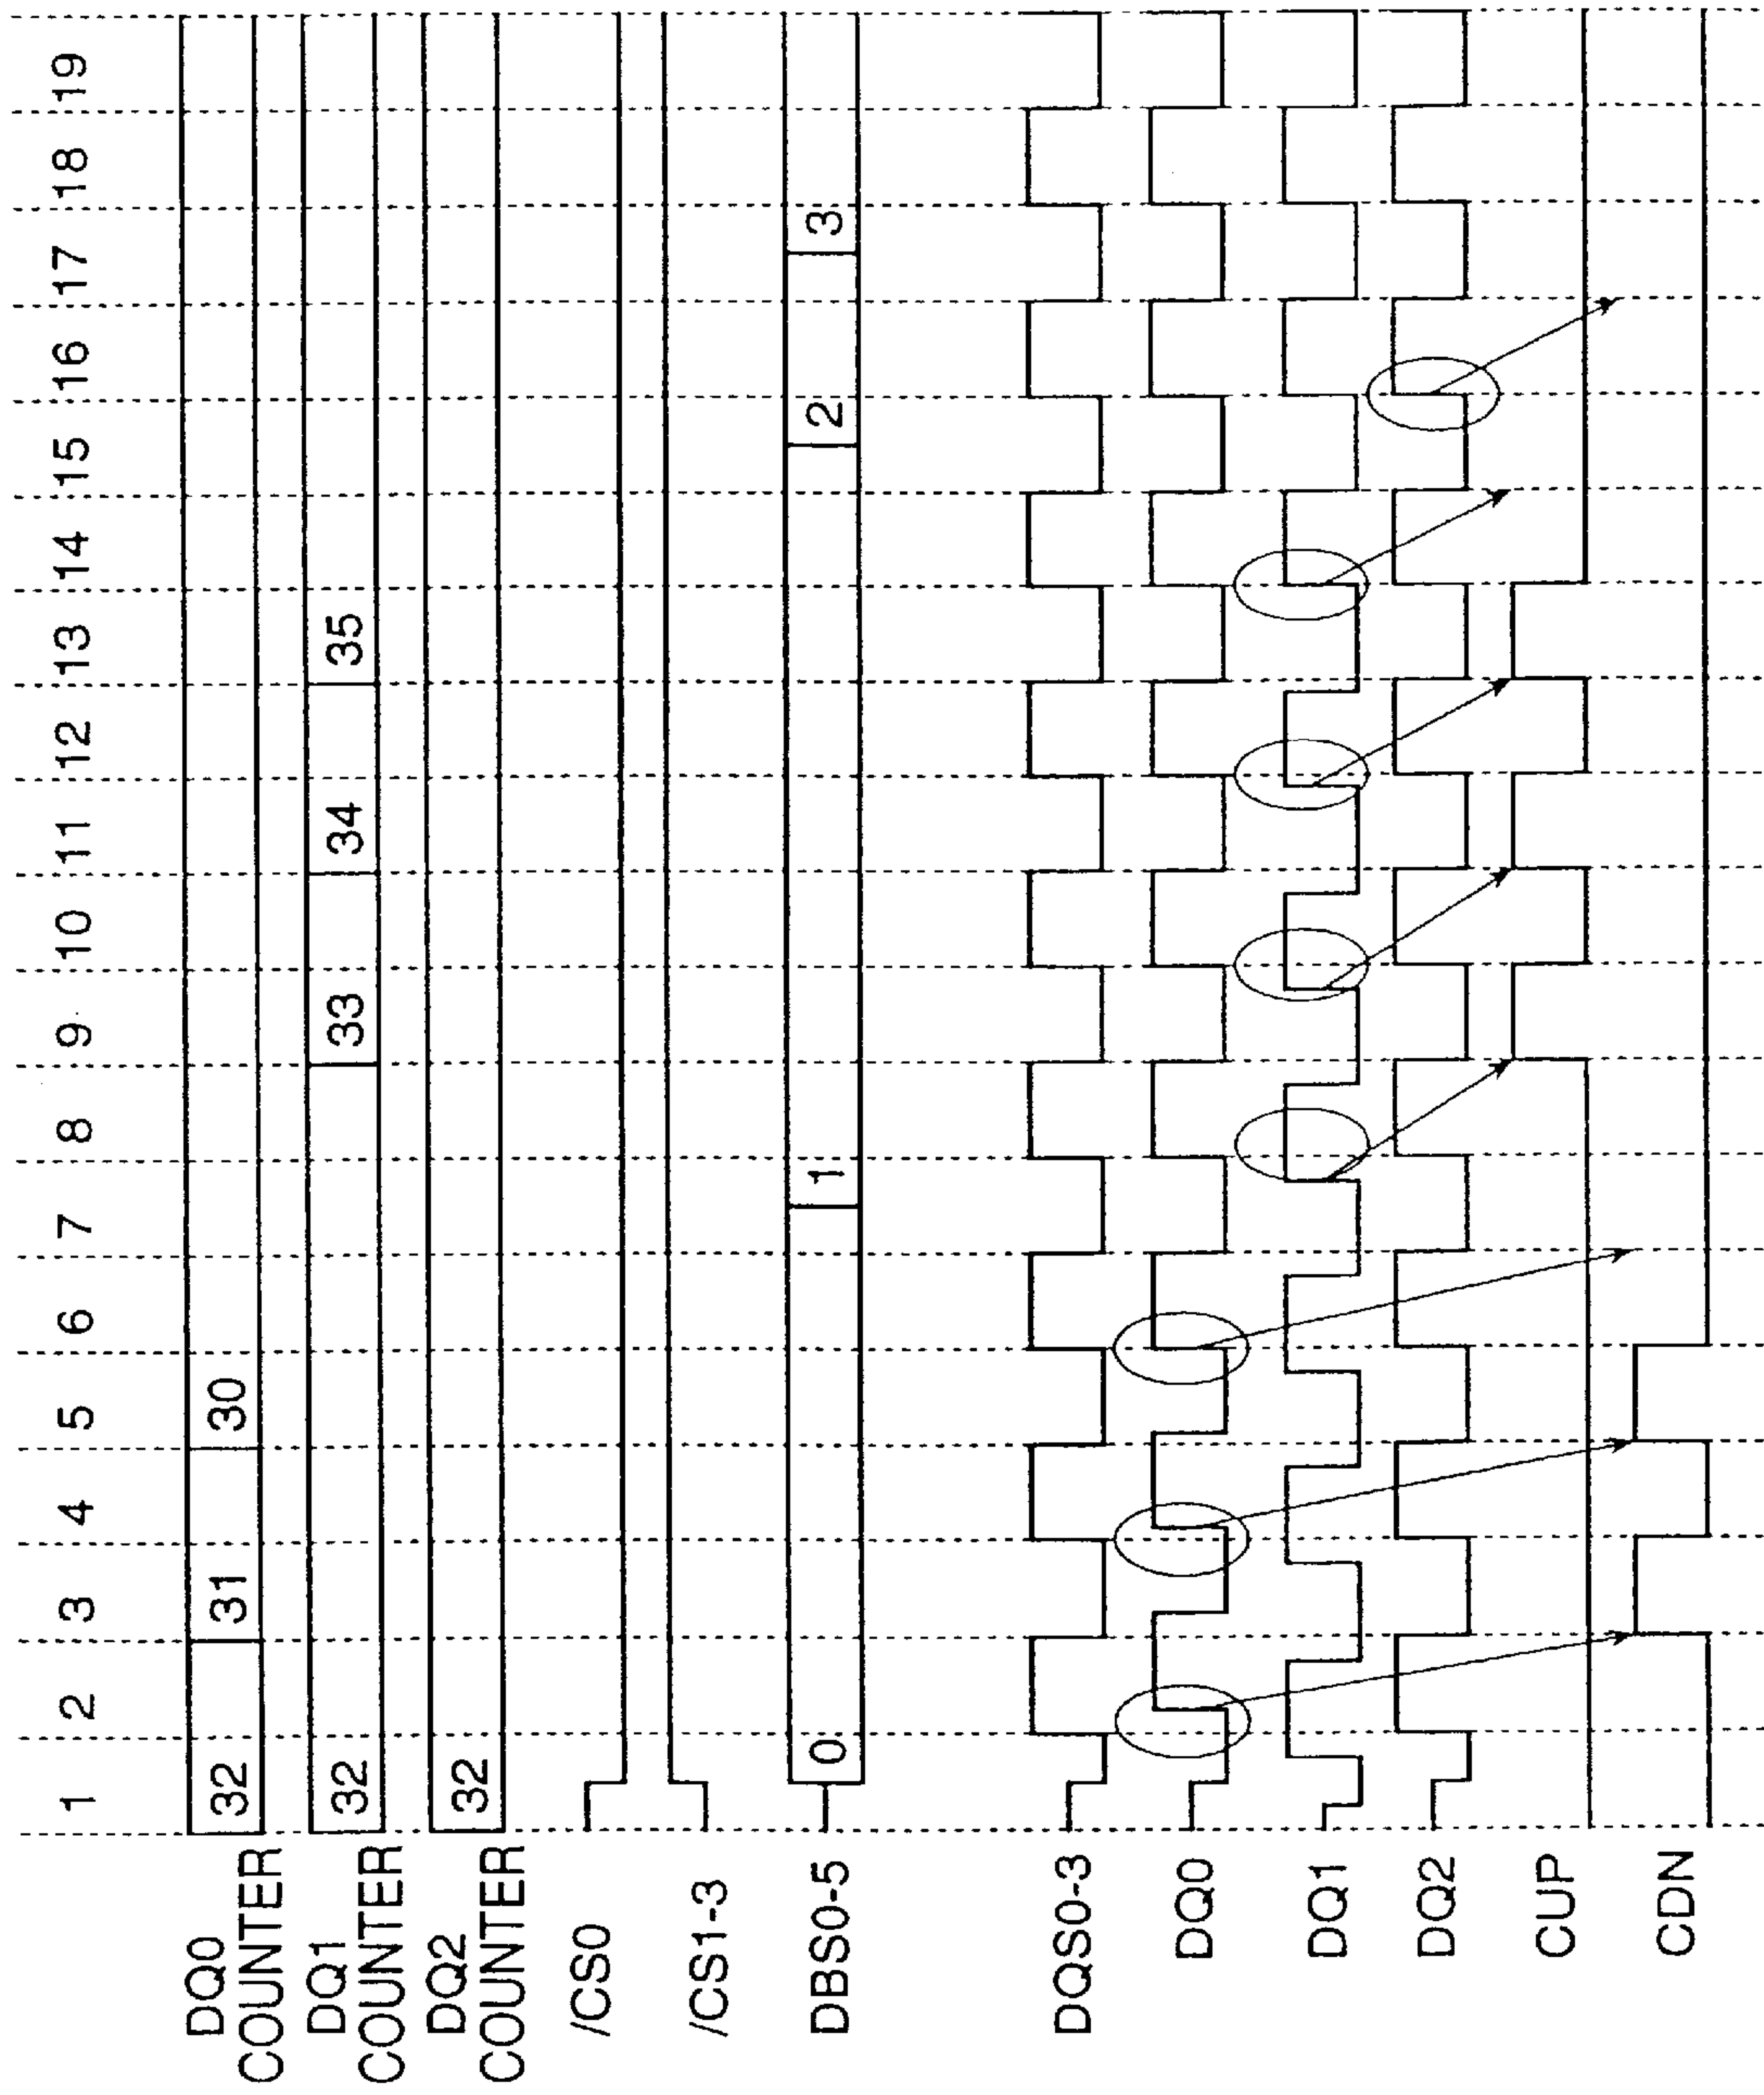 1 2 3 4 5 6 7 8 9 10 11 12 13 14 15 16 17 18 19
DQ0
COUNTER
32 31 30
DQ1
COUNTER
32 33 34 35
DQ2
COUNTER
32
/CS0
/CS1-3
DBS0-5
0 1 2 3
DQS0-3
DQ0
DQ1
DQ2
CUP
CDN